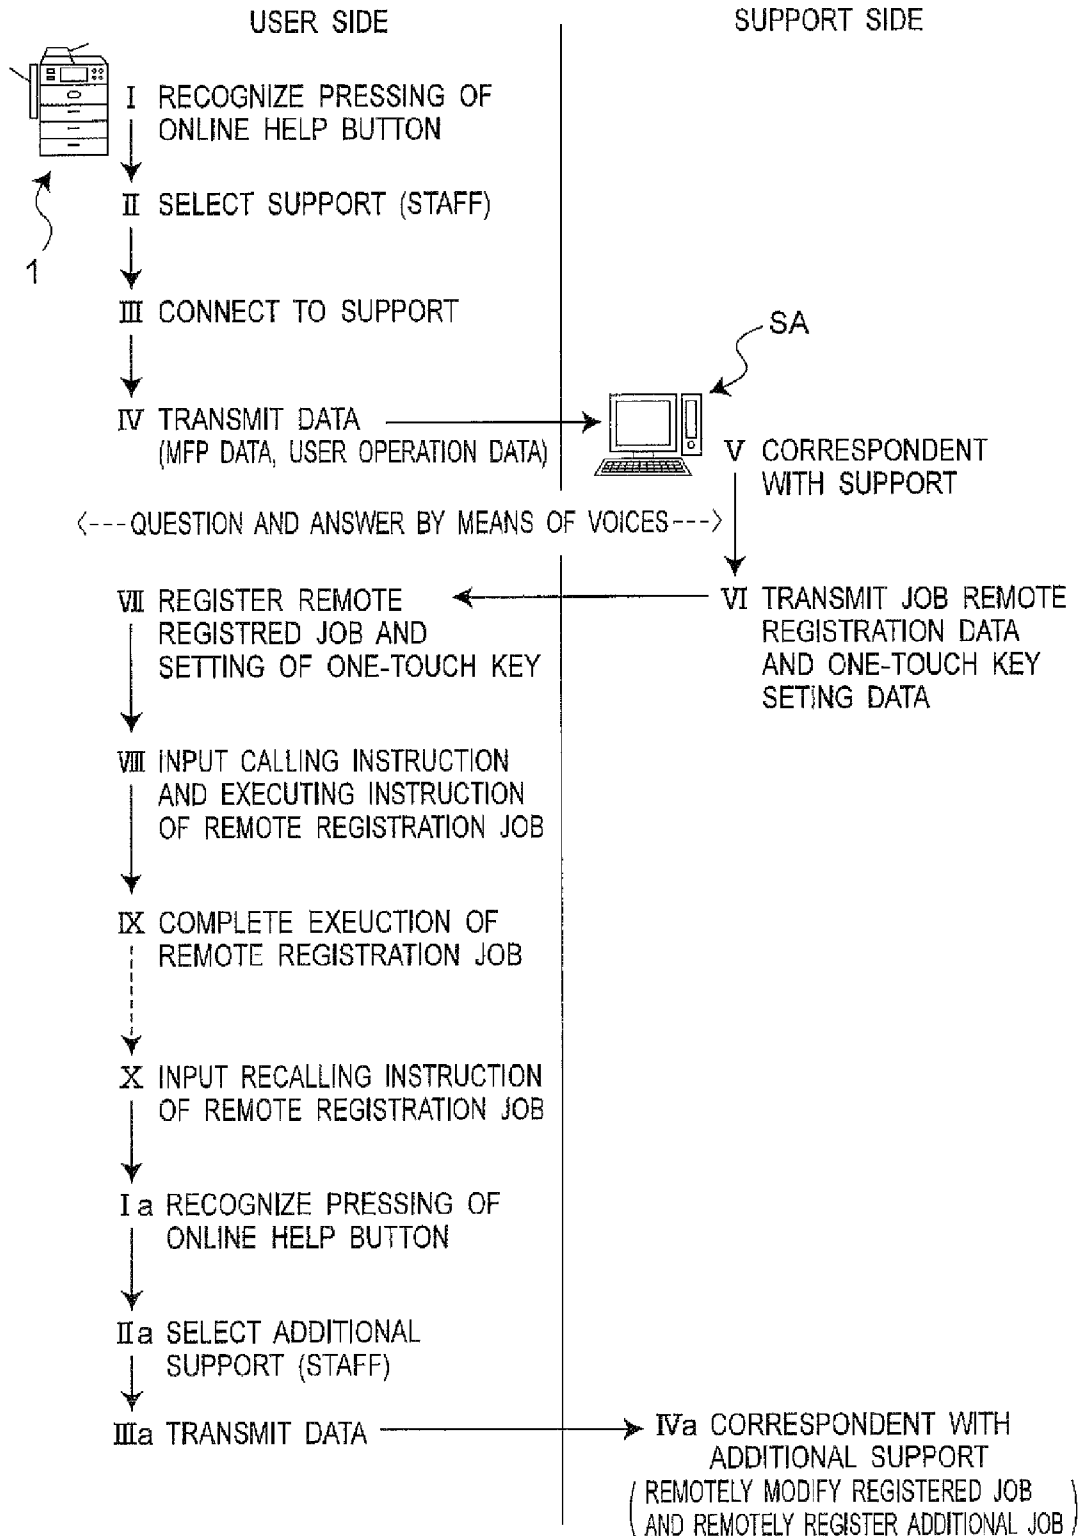 USER SIDE
SUPPORT SIDE
I RECOGNIZE PRESSING OF
ONLINE HELP BUTTON
1
II SELECT SUPPORT (STAFF)
III CONNECT TO SUPPORT
SA
IV TRANSMIT DATA
(MFP DATA, USER OPERATION DATA)
V CORRESPONDENT
WITH SUPPORT
<---QUESTION AND ANSWER BY MEANS OF VOICES--->
VII REGISTER REMOTE
REGISTRED JOB AND
SETTING OF ONE-TOUCH KEY
VI TRANSMIT JOB REMOTE
REGISTRATION DATA
AND ONE-TOUCH KEY
SETING DATA
VIII INPUT CALLING INSTRUCTION
AND EXECUTING INSTRUCTION
OF REMOTE REGISTRATION JOB
IX COMPLETE EXEUCTION OF
REMOTE REGISTRATION JOB
X INPUT RECALLING INSTRUCTION
OF REMOTE REGISTRATION JOB
Ia RECOGNIZE PRESSING OF
ONLINE HELP BUTTON
IIa SELECT ADDITIONAL
SUPPORT (STAFF)
IIIa TRANSMIT DATA
IVa CORRESPONDENT WITH
ADDITIONAL SUPPORT
(REMOTELY MODIFY REGISTERED JOB
AND REMOTELY REGISTER ADDITIONAL JOB)